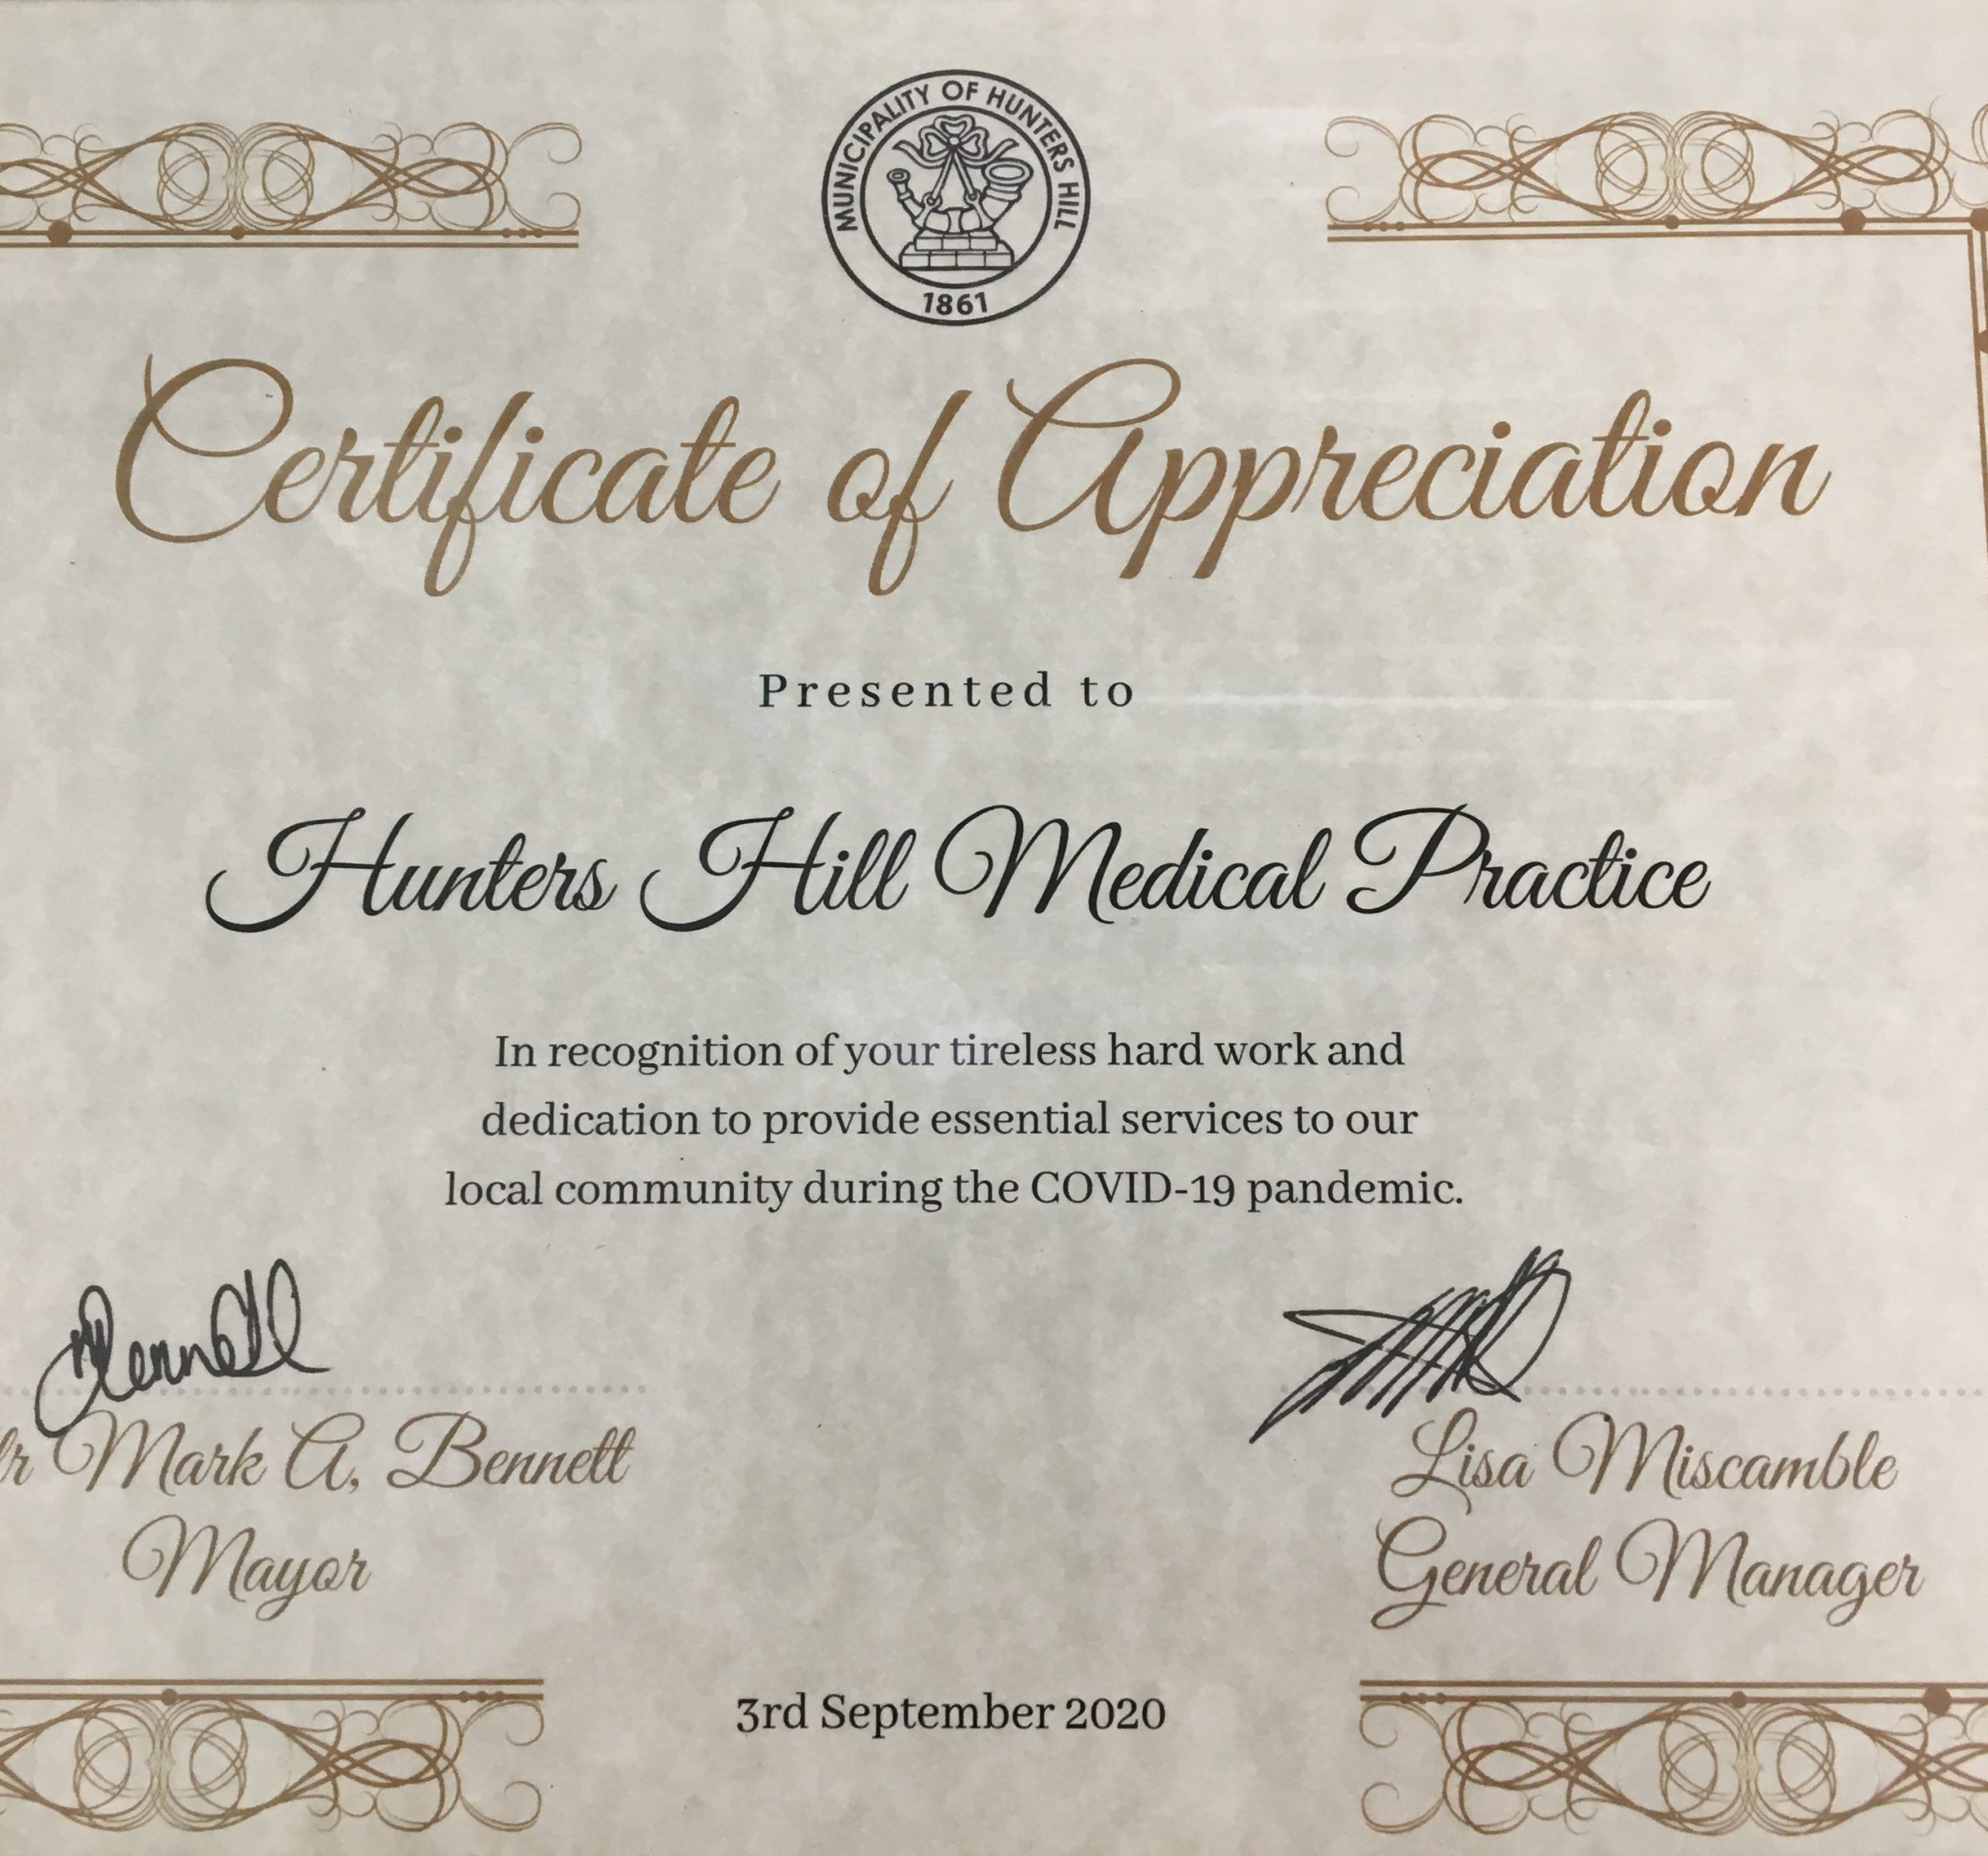 MUNICIPALITY OF HUNTERS HILL
1861
Certificate of Appreciation
Presented to
Hunters Hill Medical Practice
In recognition of your tireless hard work and
dedication to provide essential services to our
local community during the COVID-19 pandemic.
Mark A. Bennett
Mayor
Lisa Miscamble
General Manager
3rd September 2020